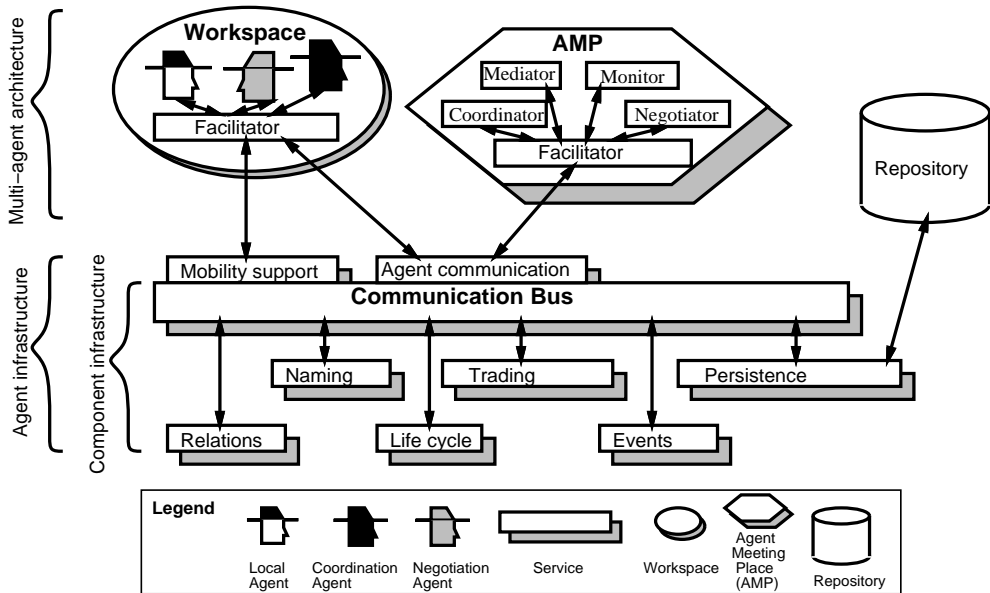 Multi-agent architecture
Workspace
Facilitator
AMP
Mediator
Monitor
Coordinator
Negotiator
Facilitator
Repository
Agent infrastructure
Component infrastructure
Mobility support
Agent communication
Communication Bus
Naming
Trading
Persistence
Relations
Life cycle
Events
Legend
Local
Agent
Coordination
Agent
Negotiation
Agent
Service
Workspace
Agent
Meeting
Place
(AMP)
Repository